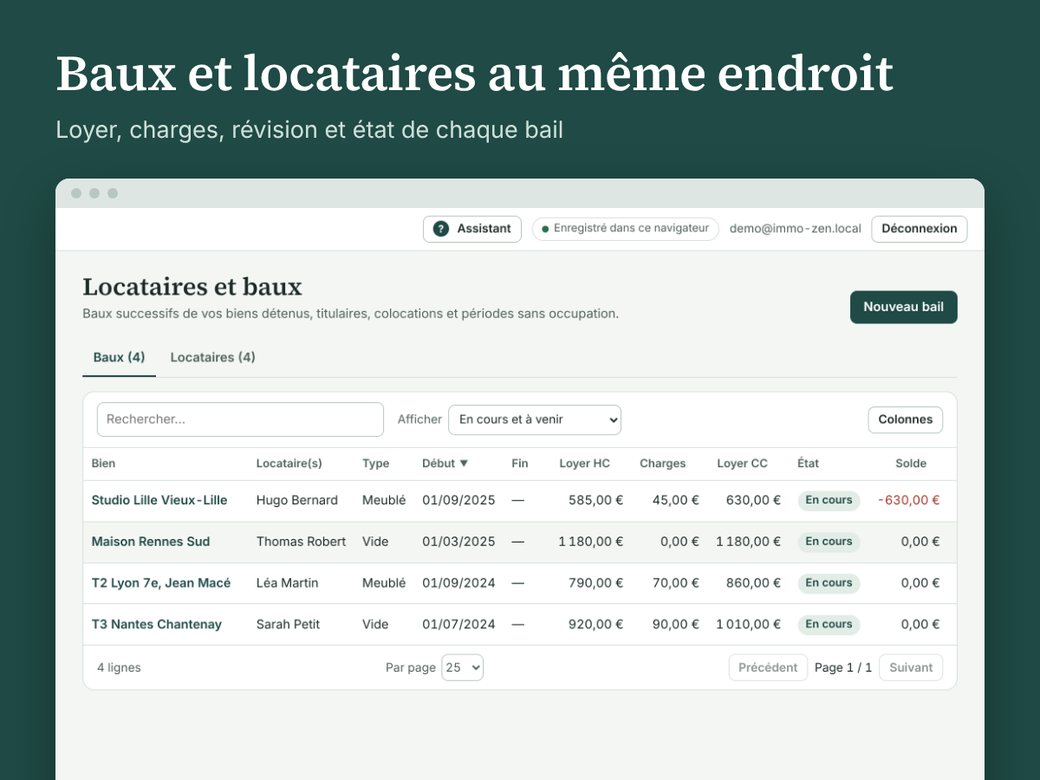 Baux et locataires au même endroit
Loyer, charges, révision et état de chaque bail
? Assistant Enregistré dans ce navigateur demo@immo-zen.local Déconnexion
Locataires et baux
Baux successifs de vos biens détenus, titulaires, colocations et périodes sans occupation.
Nouveau bail
Baux (4) Locataires (4)
Rechercher... Afficher En cours et à venir Colonnes
Bien Locataire(s) Type Début ▼ Fin Loyer HC Charges Loyer CC État Solde
Studio Lille Vieux-Lille Hugo Bernard Meublé 01/09/2025 — 585,00 € 45,00 € 630,00 € En cours -630,00 €
Maison Rennes Sud Thomas Robert Vide 01/03/2025 — 1 180,00 € 0,00 € 1 180,00 € En cours 0,00 €
T2 Lyon 7e, Jean Macé Léa Martin Meublé 01/09/2024 — 790,00 € 70,00 € 860,00 € En cours 0,00 €
T3 Nantes Chantenay Sarah Petit Vide 01/07/2024 — 920,00 € 90,00 € 1 010,00 € En cours 0,00 €
4 lignes Par page 25 Précédent Page 1 / 1 Suivant